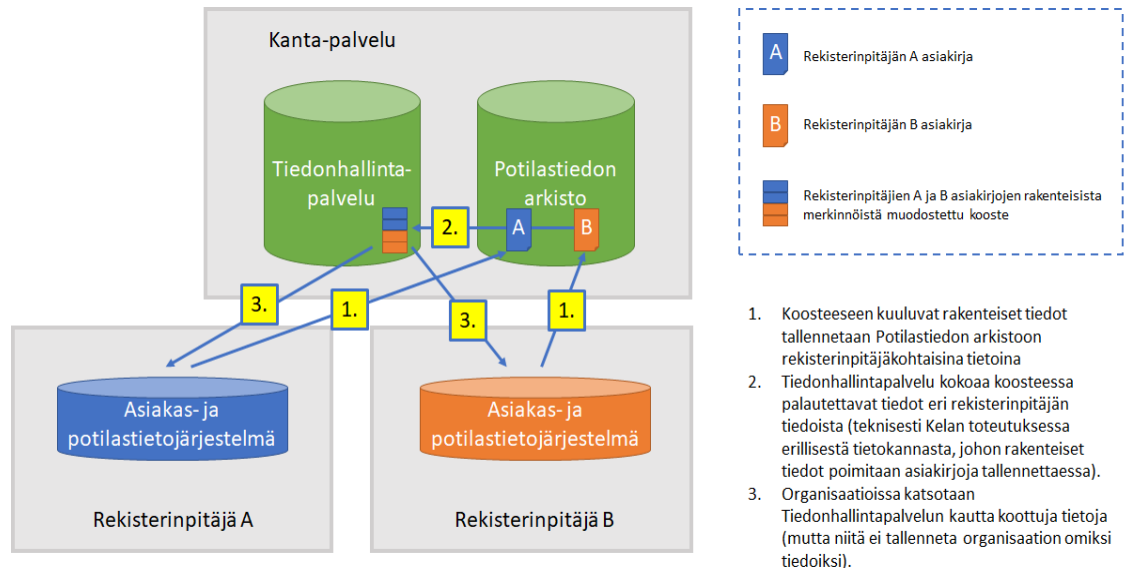 Kanta-palvelu
Tiedonhallinta-
palvelu
Potilastiedon
arkisto
A
B
2.
3.
1.
3.
1.
Asiakas- ja
potilastietojärjestelmä
Rekisterinpitäjä A
Asiakas- ja
potilastietojärjestelmä
Rekisterinpitäjä B
A
Rekisterinpitäjän A asiakirja
B
Rekisterinpitäjän B asiakirja
Rekisterinpitäjien A ja B asiakirjojen rakenteisista
merkinnöistä muodostettu kooste
1. Koosteeseen kuuluvat rakenteiset tiedot
tallennetaan Potilastiedon arkistoon
rekisterinpitäjäkohtaisina tietoina
2. Tiedonhallintapalvelu kokoaa koosteessa
palautettavat tiedot eri rekisterinpitäjän
tiedoista (teknisesti Kelan toteutuksessa
erillisestä tietokannasta, johon rakenteiset
tiedot poimitaan asiakirjoja tallennettaessa).
3. Organisaatioissa katsotaan
Tiedonhallintapalvelun kautta koottuja tietoja
(mutta niitä ei tallenneta organisaation omiksi
tiedoiksi).